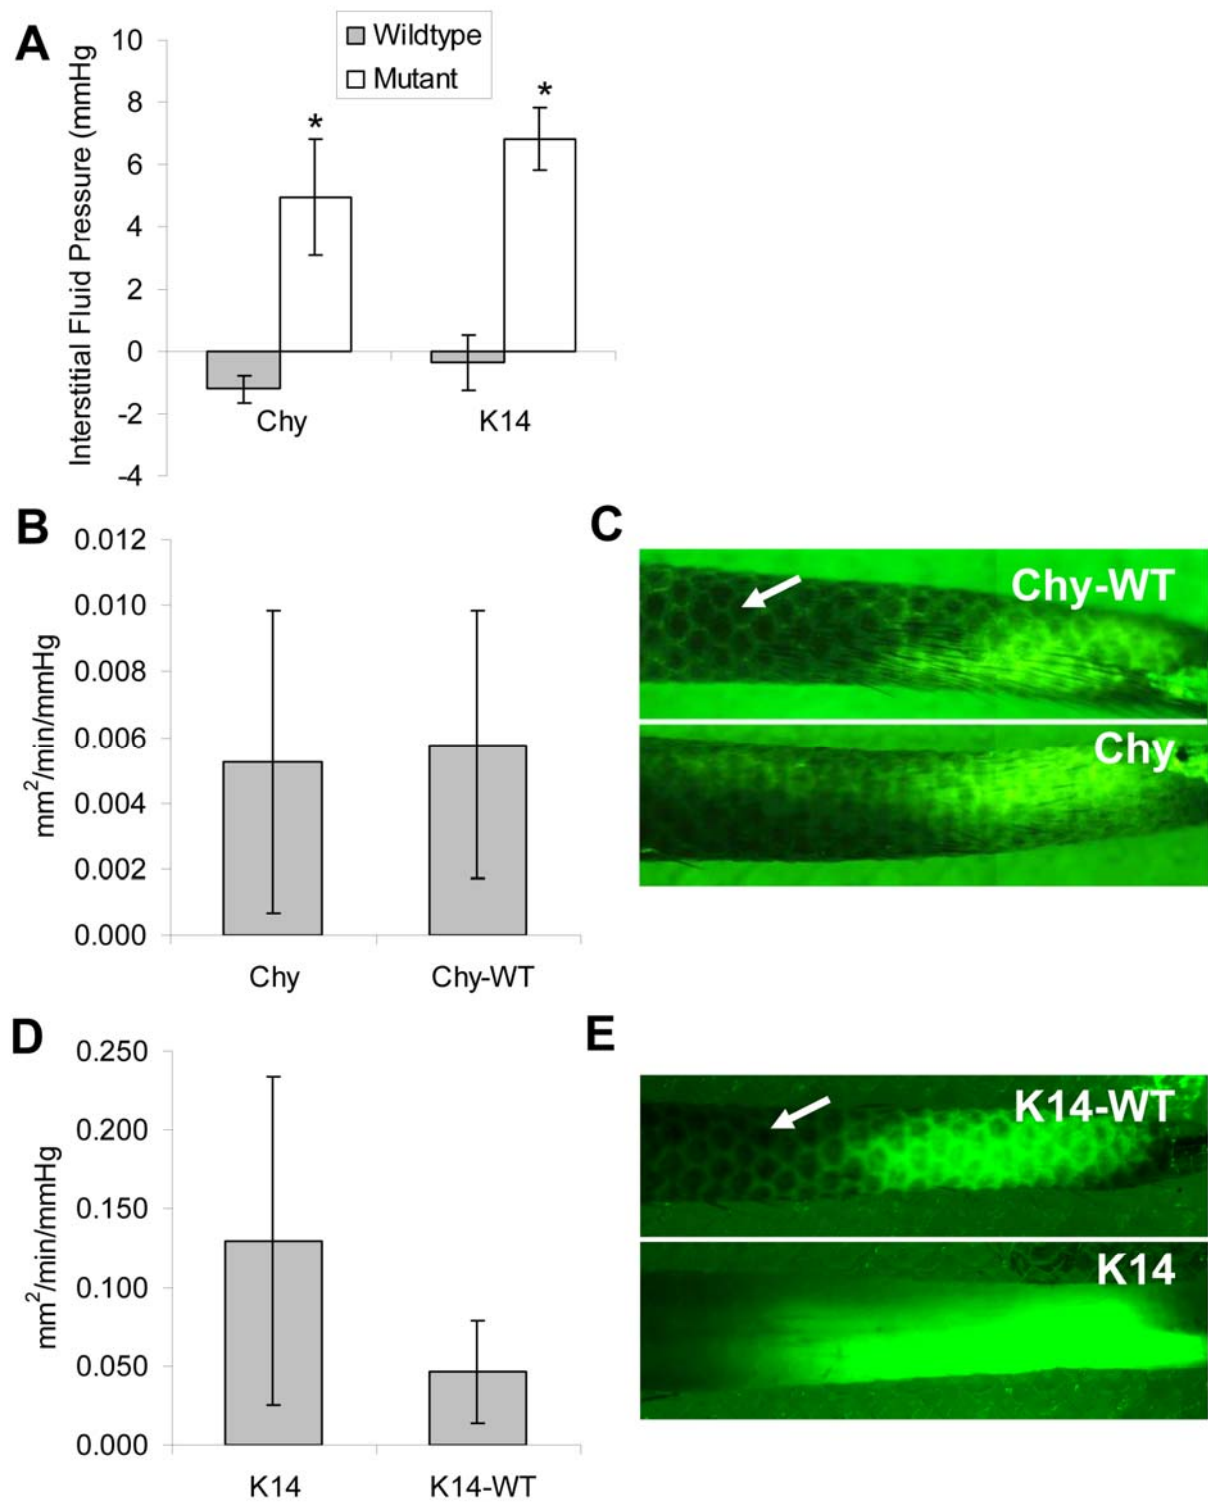 A
Interstitial Fluid Pressure (mmHg)
Wildtype
Mutant
10
8
6
4
2
0
-2
-4
*
*
Chy
K14
B
mm²/min/mmHg
0.012
0.010
0.008
0.006
0.004
0.002
0.000
Chy
Chy-WT
C
Chy-WT
Chy
D
mm²/min/mmHg
0.250
0.200
0.150
0.100
0.050
0.000
K14
K14-WT
E
K14-WT
K14